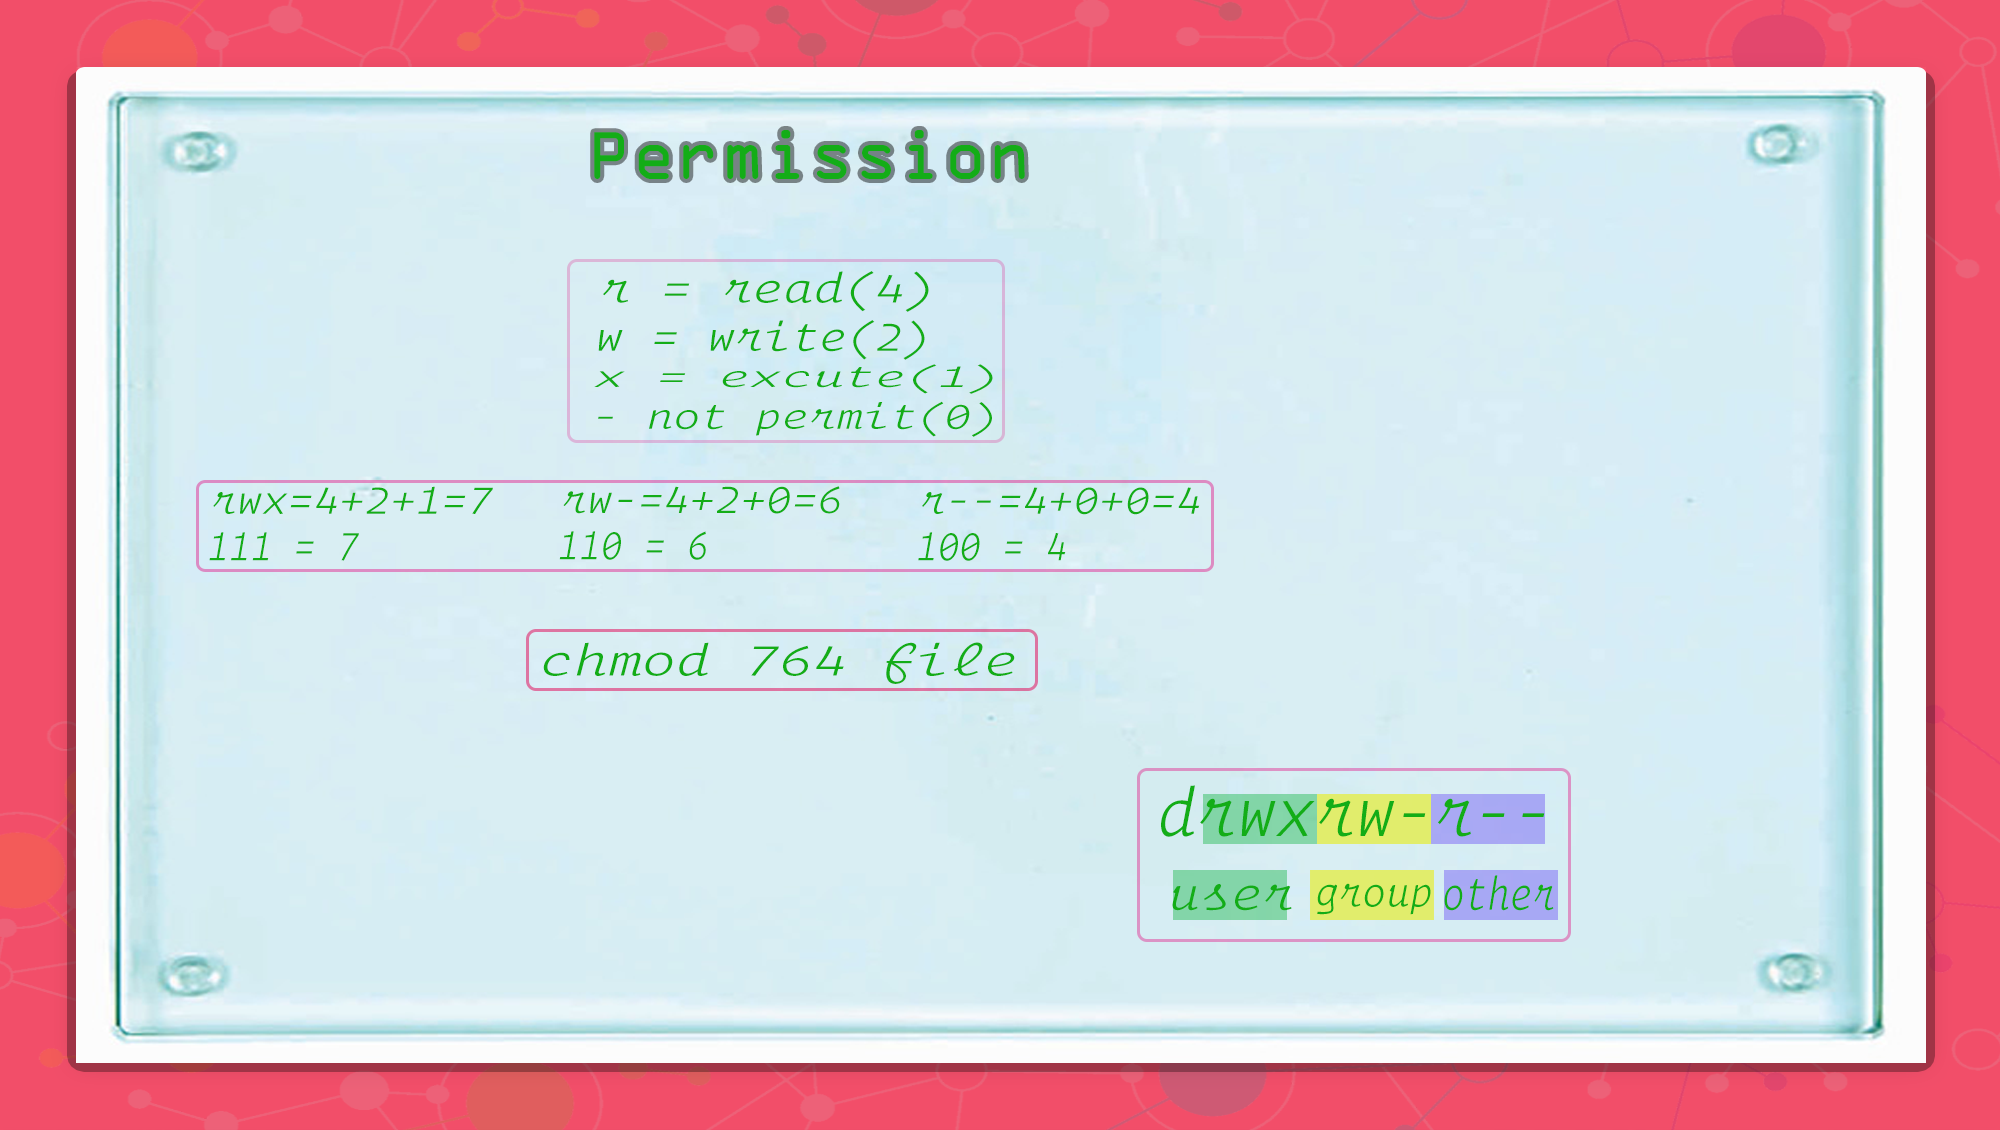 Permission
r = read(4)
w = write(2)
x = excute(1)
- not permit(0)
rwx=4+2+1=7 rw-=4+2+0=6 r--=4+0+0=4
111 = 7 110 = 6 100 = 4
chmod 764 file
drwxrw-r--
user group other